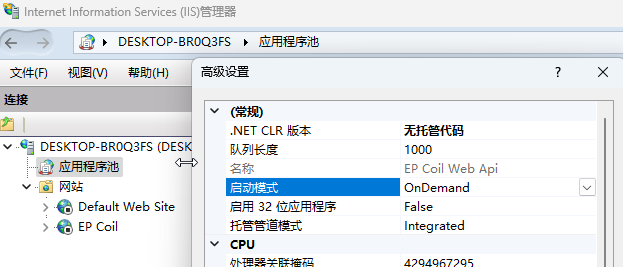 Internet Information Services (IIS)管理器
DESKTOP-BR0Q3FS 应用程序池
文件(F) 视图(V) 帮助(H)
连接
DESKTOP-BR0Q3FS (DESK
应用程序池
网站
Default Web Site
EP Coil
高级设置
? ×
(常规)
.NET CLR 版本 无托管代码
队列长度 1000
名称 EP Coil Web Api
启动模式 OnDemand
启用 32 位应用程序 False
托管管道模式 Integrated
CPU
处理器关联掩码 4294967295